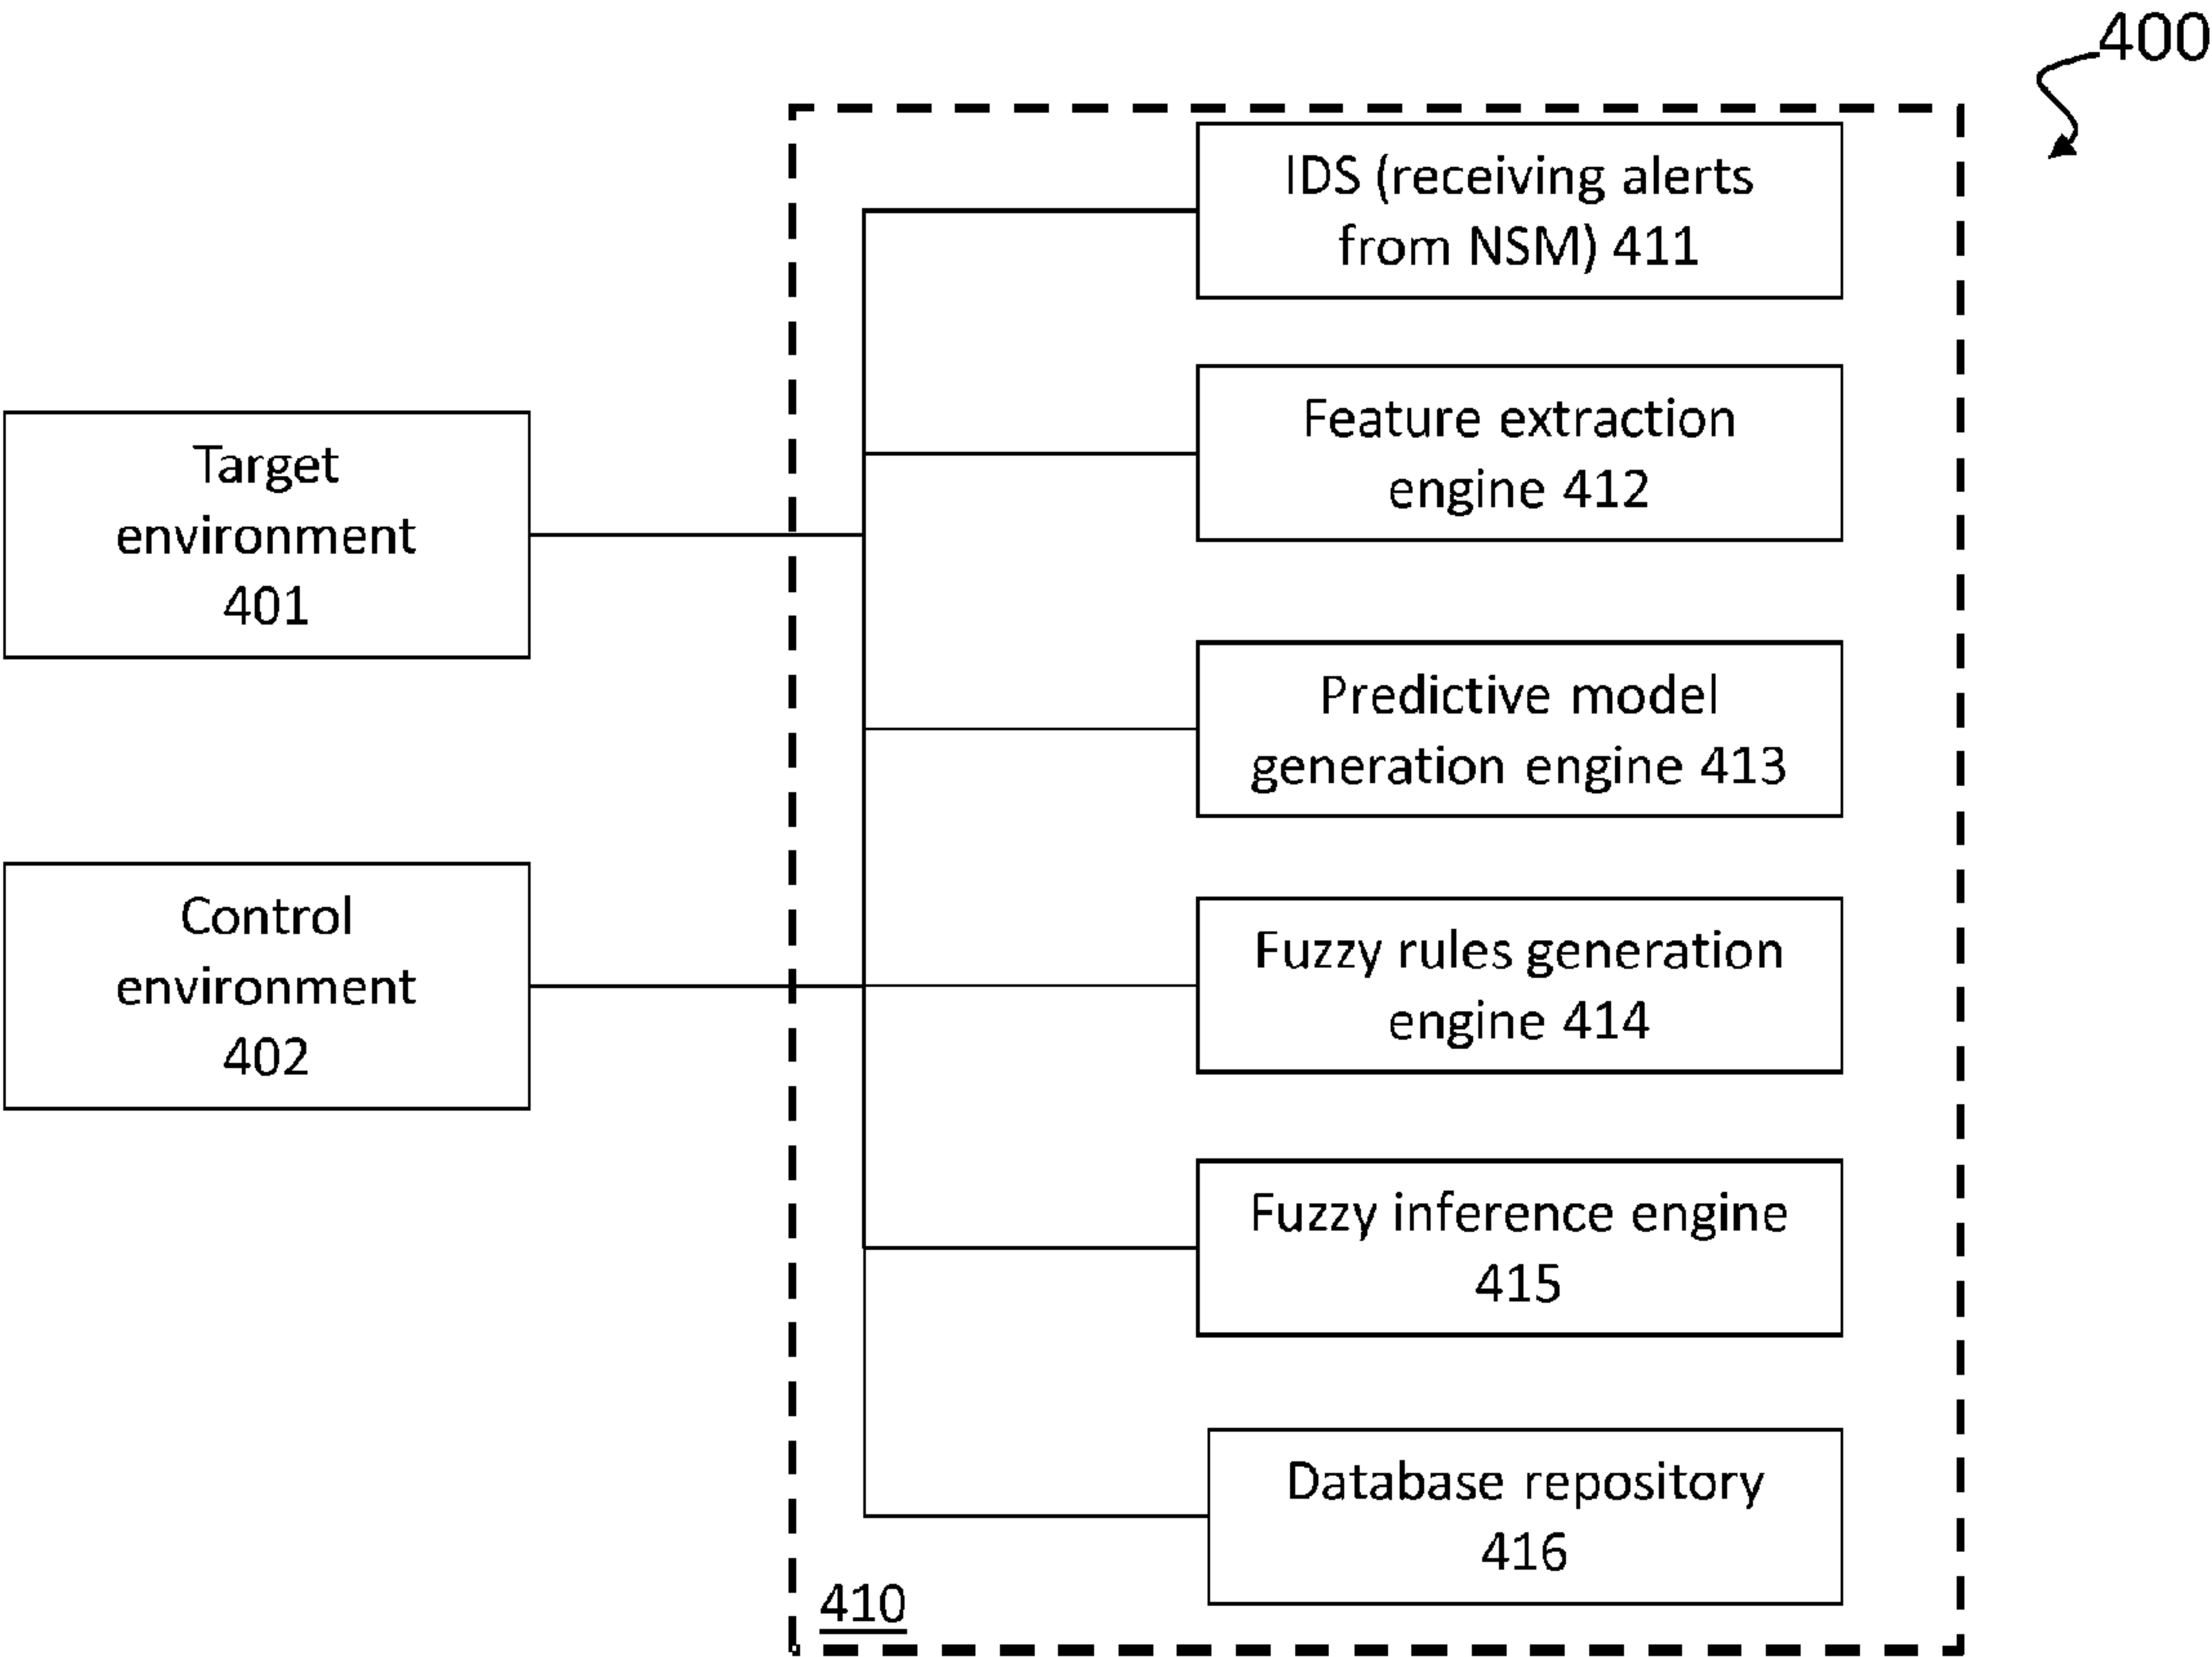 400
IDS (receiving alerts
from NSM) 411
Feature extraction
engine 412
Target
environment
401
Predictive model
generation engine 413
Control
environment
402
Fuzzy rules generation
engine 414
Fuzzy inference engine
415
Database repository
416
410